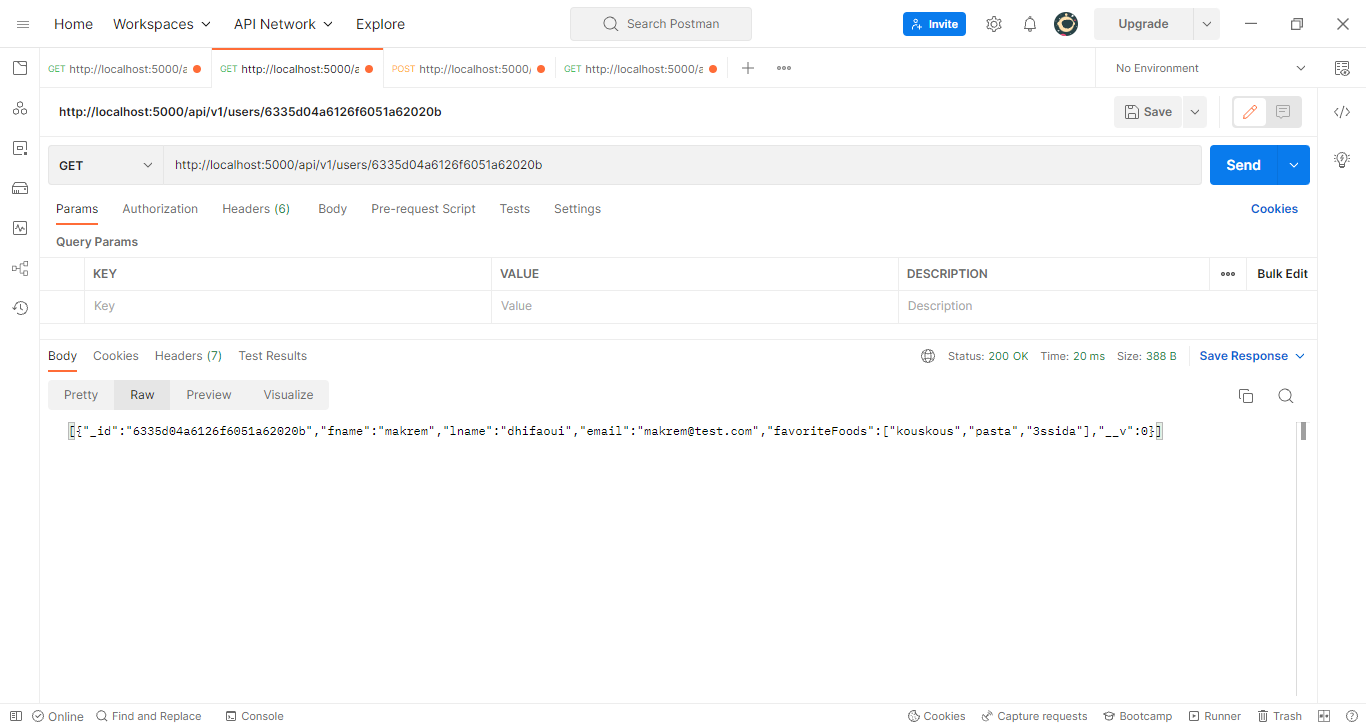 Home Workspaces API Network Explore Search Postman Invite Upgrade
GET http://localhost:5000/a GET http://localhost:5000/a POST http://localhost:5000/ GET http://localhost:5000/a No Environment
http://localhost:5000/api/v1/users/6335d04a6126f6051a62020b Save
GET http://localhost:5000/api/v1/users/6335d04a6126f6051a62020b Send
Params Authorization Headers (6) Body Pre-request Script Tests Settings Cookies
Query Params
KEY VALUE DESCRIPTION Bulk Edit
Key Value Description
Body Cookies Headers (7) Test Results Status: 200 OK Time: 20 ms Size: 388 B Save Response
Pretty Raw Preview Visualize
[{"_id":"6335d04a6126f6051a62020b","fname":"makrem","lname":"dhifaoui","email":"makrem@test.com","favoriteFoods":["kouskous","pasta","3ssida"],"__v":0}]
Online Find and Replace Console Cookies Capture requests Bootcamp Runner Trash